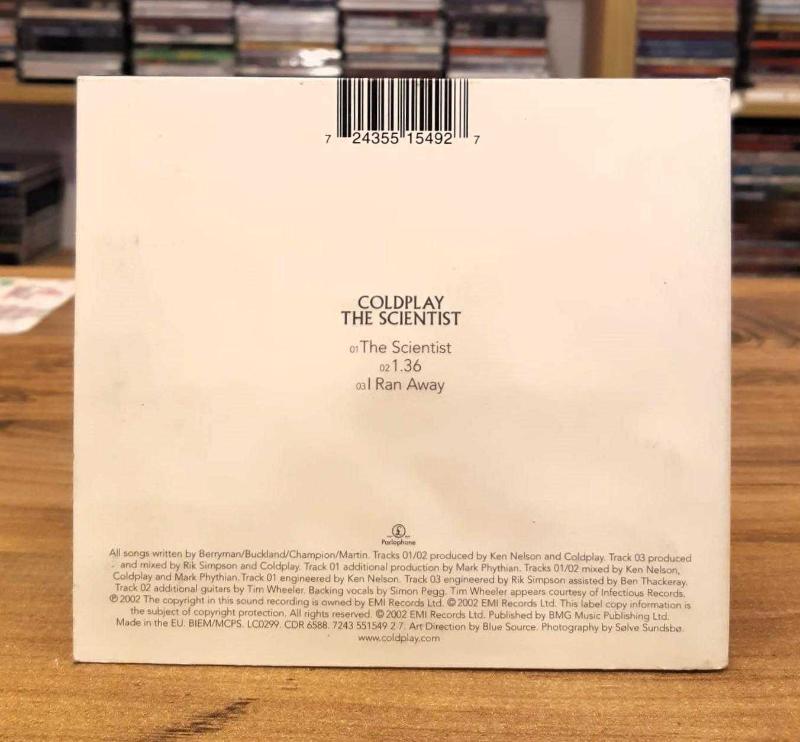 7 24355 15492 7
COLDPLAY
THE SCIENTIST
01 The Scientist
02 1.36
03 I Ran Away
Parlophone
All songs written by Berryman/Buckland/Champion/Martin. Tracks 01/02 produced by Ken Nelson and Coldplay. Track 03 produced
and mixed by Rik Simpson and Coldplay. Track 01 additional production by Mark Phythian. Tracks 01/02 mixed by Ken Nelson,
Coldplay and Mark Phythian. Track 01 engineered by Ken Nelson. Track 03 engineered by Rik Simpson assisted by Ben Thackeray.
Track 02 additional guitars by Tim Wheeler. Backing vocals by Simon Pegg. Tim Wheeler appears courtesy of Infectious Records.
℗ 2002 The copyright in this sound recording is owned by EMI Records Ltd. © 2002 EMI Records Ltd. This label copy information is
the subject of copyright protection. All rights reserved. © 2002 EMI Records Ltd. Published by BMG Music Publishing Ltd.
Made in the EU. BIEM/MCPS. LC0299. CDR 6588. 7243 551549 2 7. Art Direction by Blue Source. Photography by Sølve Sundsbø.
www.coldplay.com